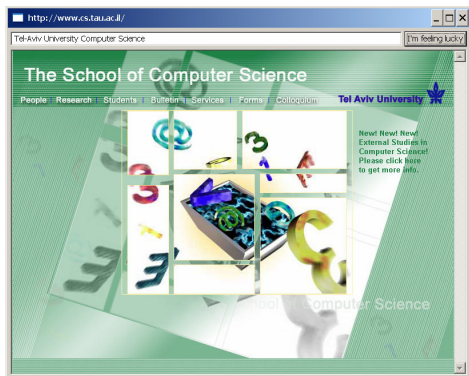 http://www.cs.tau.ac.il/
Tel-Aviv University Computer Science
I'm feeling lucky
The School of Computer Science
People Research Students Bulletin Services Forms Colloquium
Tel Aviv University
New! New! New!
External Studies in
Computer Science!
Please click here
to get more info.
School of Computer Science